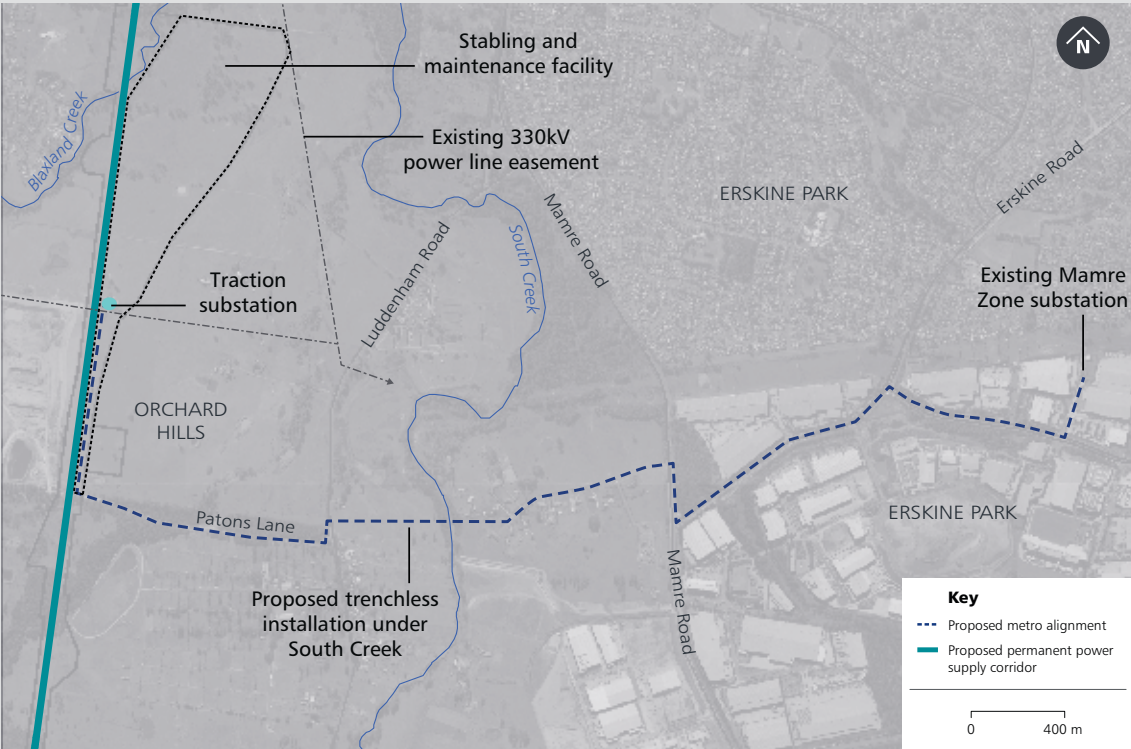 N
Stabling and
maintenance facility
Blaxland Creek
Existing 330kV
power line easement
ERSKINE PARK
Erskine Road
Mamre Road
South Creek
Luddenham Road
Traction
substation
Existing Mamre
Zone substation
ORCHARD
HILLS
Patons Lane
ERSKINE PARK
Mamre Road
Proposed trenchless
installation under
South Creek
Key
Proposed metro alignment
Proposed permanent power
supply corridor
0 400 m